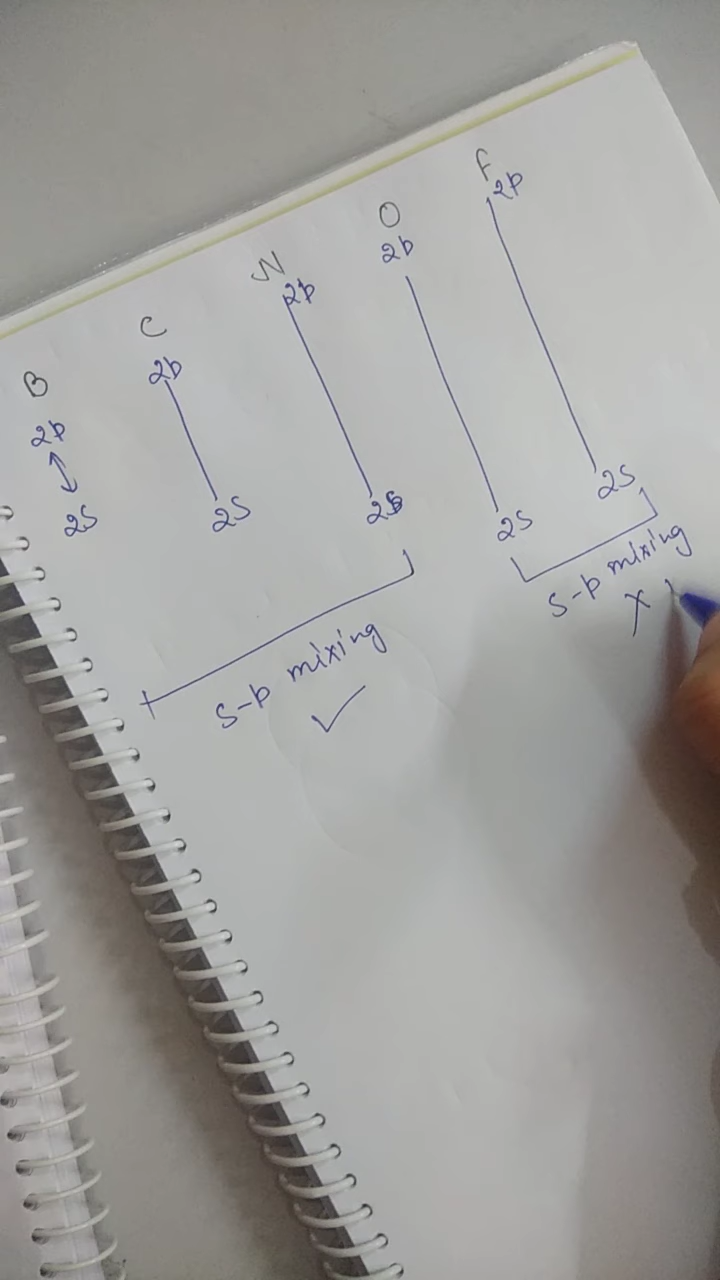 B C N O F
2p 2p 2p 2p 2p
2s 2s 2s 2s 2s
s-p mixing s-p mixing
✓ x